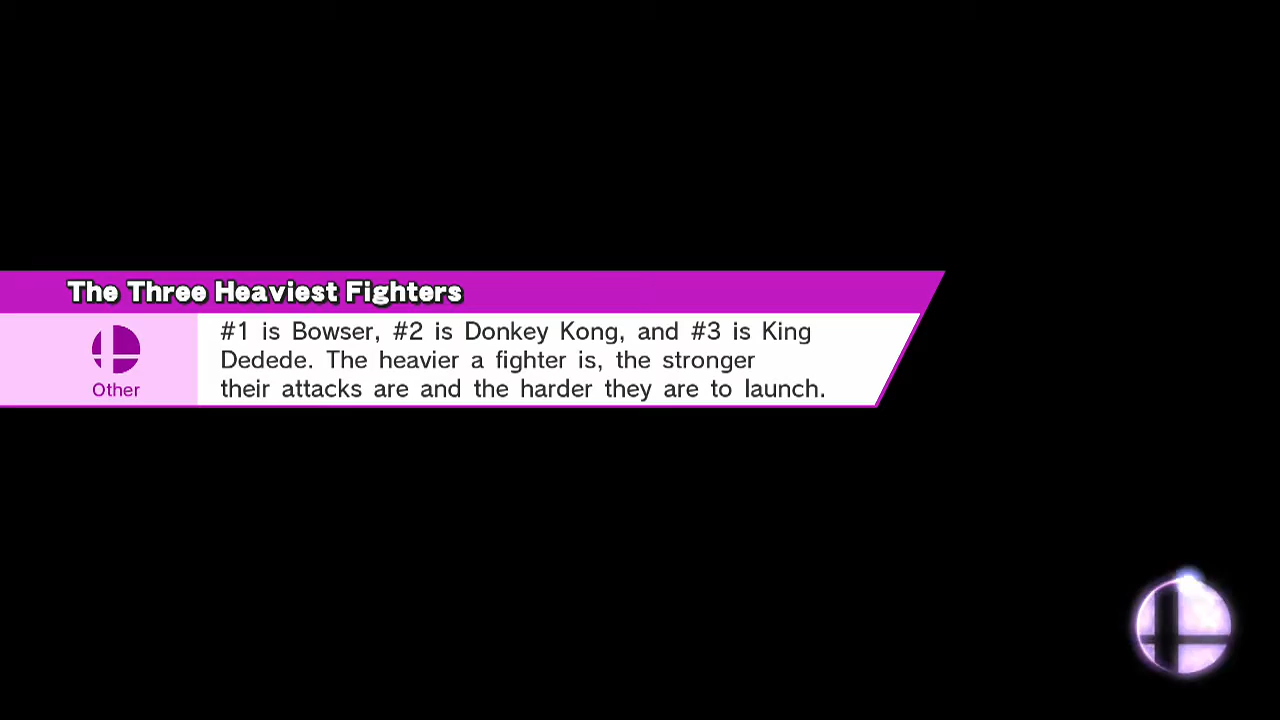 The Three Heaviest Fighters
#1 is Bowser, #2 is Donkey Kong, and #3 is King
Dedede. The heavier a fighter is, the stronger
their attacks are and the harder they are to launch.
Other